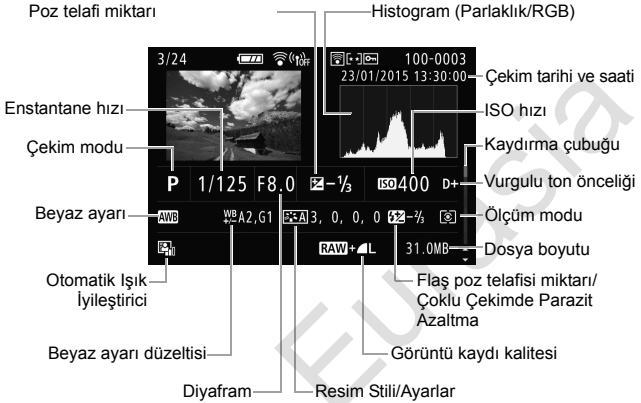 Poz telafi miktarı
Histogram (Parlaklık/RGB)
3/24
OFF
100-0003
23/01/2015 13:30:00
Çekim tarihi ve saati
Enstantane hızı
ISO hızı
Çekim modu
Kaydırma çubuğu
P 1/125 F8.0 -⅓ ISO 400 D+
Vurgulu ton önceliği
Beyaz ayarı
AWB WB +/- A2,G1 A 3, 0, 0, 0 -⅔
Ölçüm modu
RAW+L 31.0MB
Dosya boyutu
Otomatik Işık
İyileştirici
Flaş poz telafisi miktarı/
Çoklu Çekimde Parazit
Azaltma
Beyaz ayarı düzeltisi
Görüntü kaydı kalitesi
Diyafram
Resim Stili/Ayarlar
Eurasia